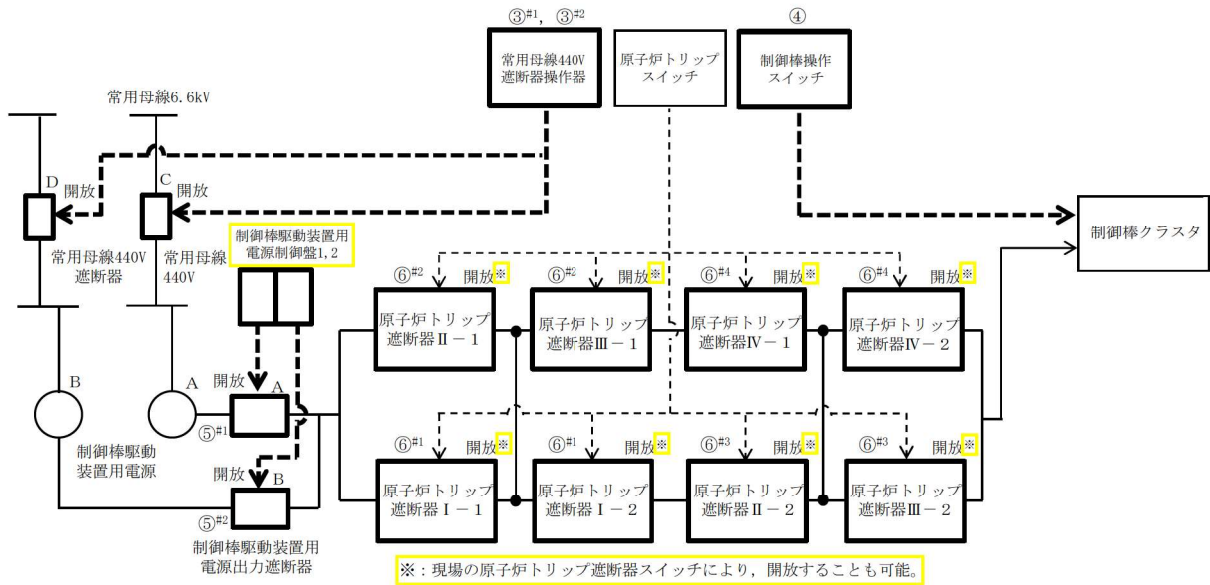 ③#1, ③#2
常用母線440V
遮断器操作器
原子炉トリップ
スイッチ
④
制御棒操作
スイッチ
常用母線6.6kV
D
開放
C
開放
制御棒クラスタ
常用母線440V
遮断器
常用母線
440V
制御棒駆動装置用
電源制御盤1,2
⑥#2
開放※
原子炉トリップ
遮断器Ⅱ-1
⑥#2
開放※
原子炉トリップ
遮断器Ⅲ-1
⑥#4
開放※
原子炉トリップ
遮断器Ⅳ-1
⑥#4
開放※
原子炉トリップ
遮断器Ⅳ-2
B
A
開放
A
⑤#1
制御棒駆動
装置用電源
開放
B
⑤#2
制御棒駆動装置用
電源出力遮断器
⑥#1
開放※
原子炉トリップ
遮断器Ⅰ-1
⑥#1
開放※
原子炉トリップ
遮断器Ⅰ-2
⑥#3
開放※
原子炉トリップ
遮断器Ⅱ-2
⑥#3
開放※
原子炉トリップ
遮断器Ⅲ-2
※:現場の原子炉トリップ遮断器スイッチにより，開放することも可能。